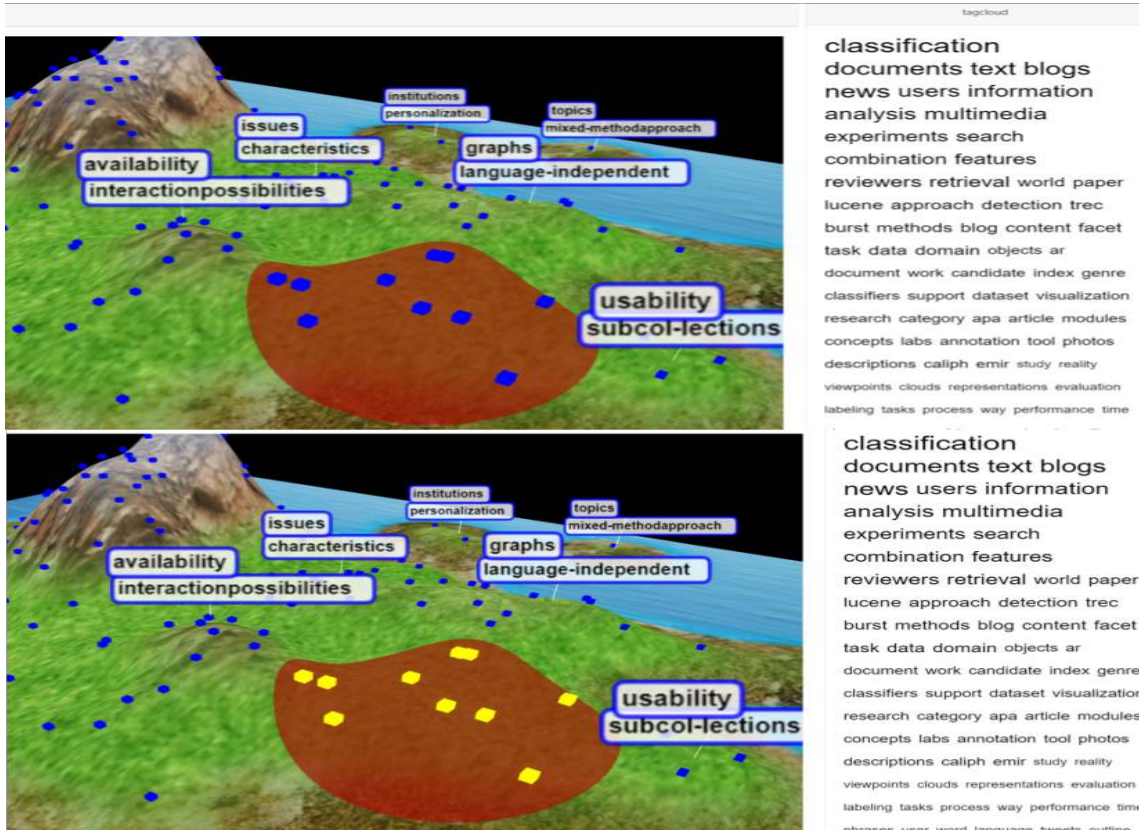 tagcloud
institutions
personalization
topics
mixed-methodapproach
issues
characteristics
graphs
language-independent
availability
interactionpossibilities
usability
subcol-lections
classification
documents text blogs
news users information
analysis multimedia
experiments search
combination features
reviewers retrieval world paper
lucene approach detection trec
burst methods blog content facet
task data domain objects ar
document work candidate index genre
classifiers support dataset visualization
research category apa article modules
concepts labs annotation tool photos
descriptions caliph emir study reality
viewpoints clouds representations evaluation
labeling tasks process way performance time
institutions
personalization
topics
mixed-methodapproach
issues
characteristics
graphs
language-independent
availability
interactionpossibilities
usability
subcol-lections
classification
documents text blogs
news users information
analysis multimedia
experiments search
combination features
reviewers retrieval world paper
lucene approach detection trec
burst methods blog content facet
task data domain objects ar
document work candidate index genre
classifiers support dataset visualization
research category apa article modules
concepts labs annotation tool photos
descriptions caliph emir study reality
viewpoints clouds representations evaluation
labeling tasks process way performance time